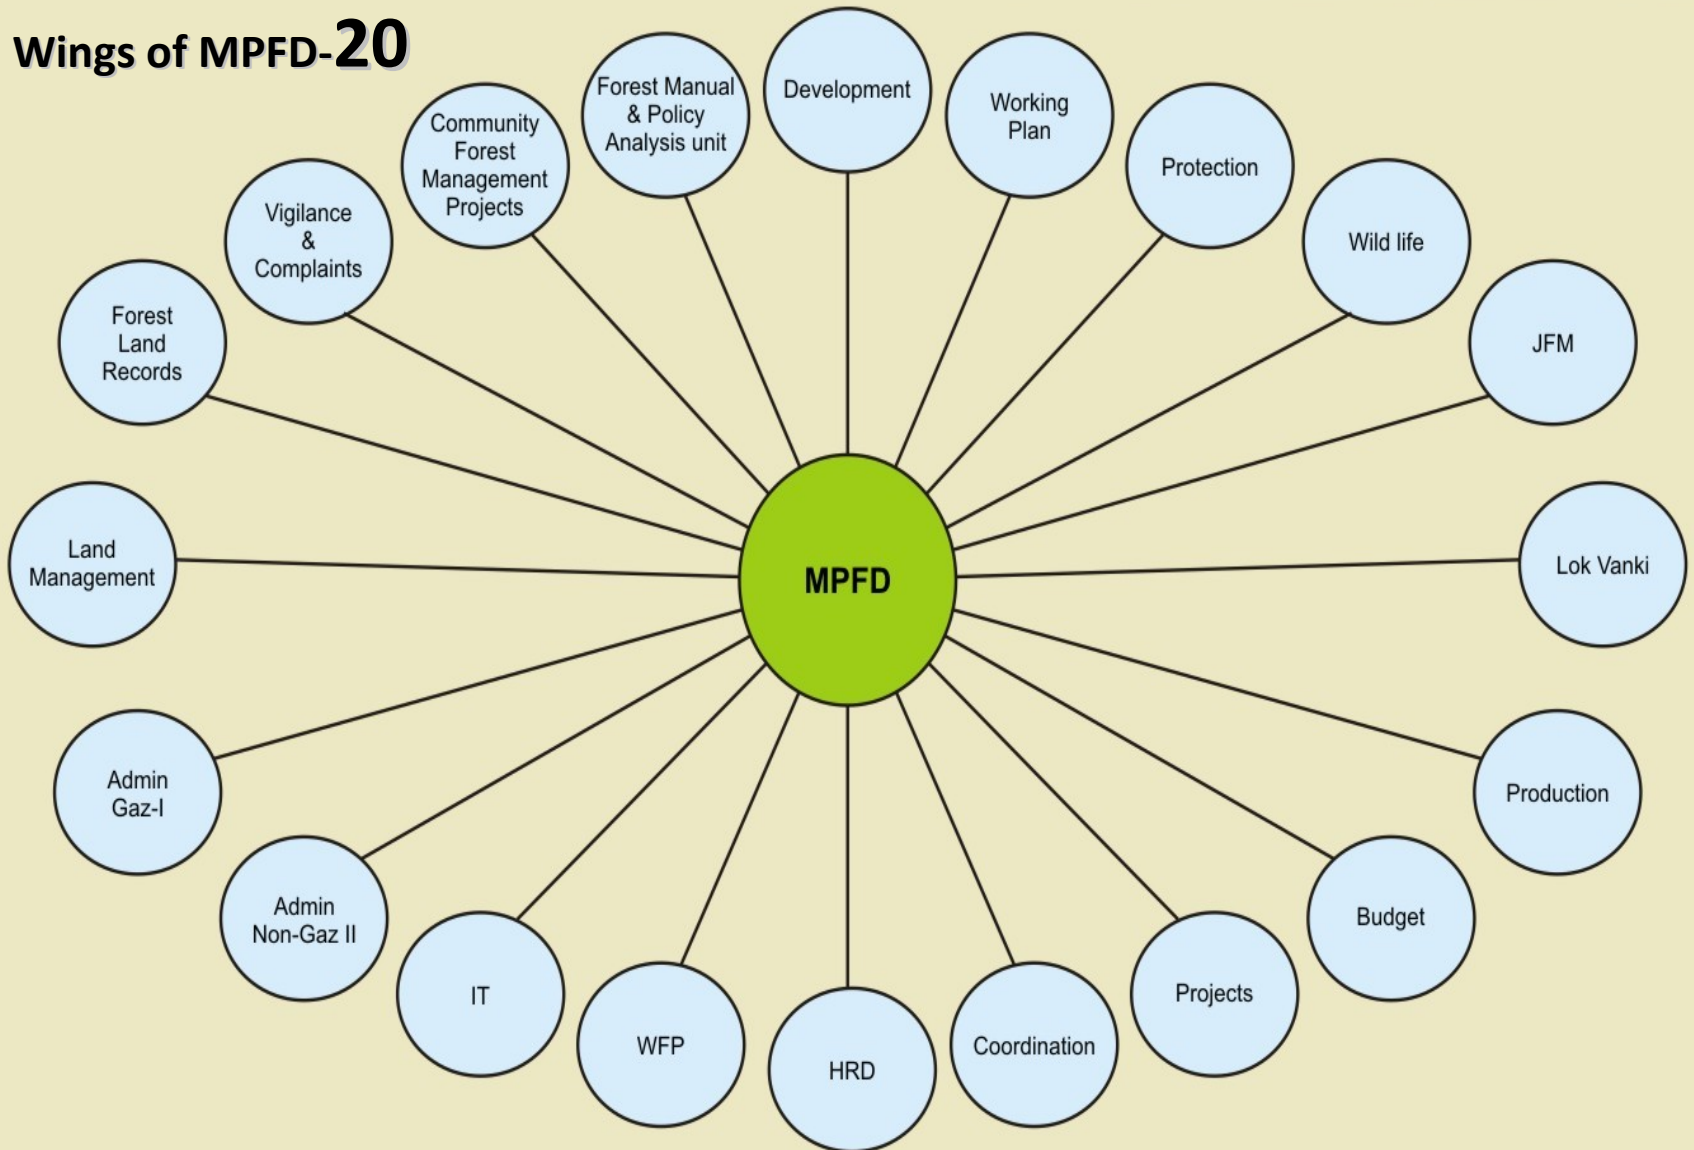 Wings of MPFD-20
Development
Working
Plan
Protection
Wild life
JFM
Lok Vanki
Production
Budget
Projects
Coordination
HRD
WFP
IT
Admin
Non-Gaz II
Admin
Gaz-I
Land
Management
Forest
Land
Records
Vigilance
&
Complaints
Community
Forest
Management
Projects
Forest Manual
& Policy
Analysis unit
MPFD